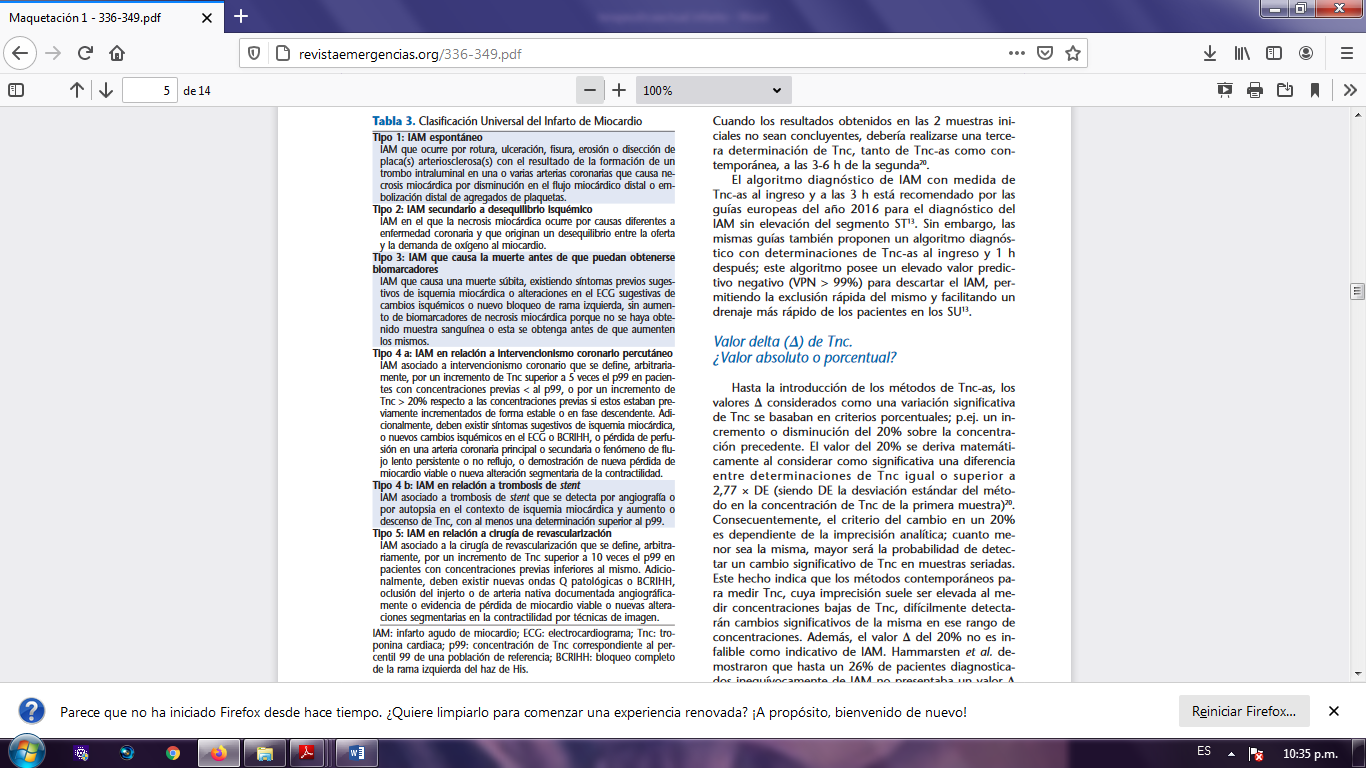 Maquetación 1 - 336-349.pdf
revistaemergencias.org/336-349.pdf
5
de 14
100%
Tabla 3. Clasificación Universal del Infarto de Miocardio
Tipo 1: IAM espontáneo
IAM que ocurre por rotura, ulceración, fisura, erosión o disección de
placa(s) arteriosclerosa(s) con el resultado de la formación de un
trombo intraluminal en una o varias arterias coronarias que causa ne-
crosis miocárdica por disminución en el flujo miocárdico distal o em-
bolización distal de agregados de plaquetas.
Tipo 2: IAM secundario a desequilibrio isquémico
IAM en el que la necrosis miocárdica ocurre por causas diferentes a
enfermedad coronaria y que originan un desequilibrio entre la oferta
y la demanda de oxígeno al miocardio.
Tipo 3: IAM que causa la muerte antes de que puedan obtenerse
biomarcadores
IAM que causa una muerte súbita, existiendo síntomas previos suges-
tivos de isquemia miocárdica o alteraciones en el ECG sugestivas de
cambios isquémicos o nuevo bloqueo de rama izquierda, sin aumen-
to de biomarcadores de necrosis miocárdica porque no se haya obte-
nido muestra sanguínea o esta se obtenga antes de que aumenten
los mismos.
Tipo 4 a: IAM en relación a intervencionismo coronario percutáneo
IAM asociado a intervencionismo coronario que se define, arbitraria-
mente, por un incremento de Tnc superior a 5 veces el p99 en pacien-
tes con concentraciones previas < al p99, o por un incremento de
Tnc > 20% respecto a las concentraciones previas si estos estaban pre-
viamente incrementados de forma estable o en fase descendente. Adi-
cionalmente, deben existir síntomas sugestivos de isquemia miocárdica,
o nuevos cambios isquémicos en el ECG o BCRIHH, o pérdida de perfu-
sión en una arteria coronaria principal o secundaria o fenómeno de flu-
jo lento persistente o no reflujo, o demostración de nueva pérdida de
miocardio viable o nueva alteración segmentaria de la contractilidad.
Tipo 4 b: IAM en relación a trombosis de stent
IAM asociado a trombosis de stent que se detecta por angiografía o
por autopsia en el contexto de isquemia miocárdica y aumento o
descenso de Tnc, con al menos una determinación superior al p99.
Tipo 5: IAM en relación a cirugía de revascularización
IAM asociado a la cirugía de revascularización que se define, arbitra-
riamente, por un incremento de Tnc superior a 10 veces el p99 en
pacientes con concentraciones previas inferiores al mismo. Adicio-
nalmente, deben existir nuevas ondas Q patológicas o BCRIHH,
oclusión del injerto o de arteria nativa documentada angiográfica-
mente o evidencia de pérdida de miocardio viable o nuevas altera-
ciones segmentarias en la contractilidad por técnicas de imagen.
IAM: infarto agudo de miocardio; ECG: electrocardiograma; Tnc: tro-
ponina cardiaca; p99: concentración de Tnc correspondiente al per-
centil 99 de una población de referencia; BCRIHH: bloqueo completo
de la rama izquierda del haz de His.
Cuando los resultados obtenidos en las 2 muestras ini-
ciales no sean concluyentes, debería realizarse una terce-
ra determinación de Tnc, tanto de Tnc-as como con-
temporánea, a las 3-6 h de la segunda20.
El algoritmo diagnóstico de IAM con medida de
Tnc-as al ingreso y a las 3 h está recomendado por las
guías europeas del año 2016 para el diagnóstico del
IAM sin elevación del segmento ST13. Sin embargo, las
mismas guías también proponen un algoritmo diagnós-
tico con determinaciones de Tnc-as al ingreso y 1 h
después; este algoritmo posee un elevado valor predic-
tivo negativo (VPN > 99%) para descartar el IAM, per-
mitiendo la exclusión rápida del mismo y facilitando un
drenaje más rápido de los pacientes en los SU13.
Valor delta (Δ) de Tnc.
¿Valor absoluto o porcentual?
Hasta la introducción de los métodos de Tnc-as, los
valores Δ considerados como una variación significativa
de Tnc se basaban en criterios porcentuales; p.ej. un in-
cremento o disminución del 20% sobre la concentra-
ción precedente. El valor del 20% se deriva matemáti-
camente al considerar como significativa una diferencia
entre determinaciones de Tnc igual o superior a
2,77 × DE (siendo DE la desviación estándar del méto-
do en la concentración de Tnc de la primera muestra)20.
Consecuentemente, el criterio del cambio en un 20%
es dependiente de la imprecisión analítica; cuanto me-
nor sea la misma, mayor será la probabilidad de detec-
tar un cambio significativo de Tnc en muestras seriadas.
Este hecho indica que los métodos contemporáneos pa-
ra medir Tnc, cuya imprecisión suele ser elevada al me-
dir concentraciones bajas de Tnc, difícilmente detecta-
rán cambios significativos de la misma en ese rango de
concentraciones. Además, el valor Δ del 20% no es in-
falible como indicativo de IAM. Hammarsten et al. de-
mostraron que hasta un 26% de pacientes diagnostica-
dos inequívocamente de IAM no presentaba un valor Δ
Parece que no ha iniciado Firefox desde hace tiempo. ¿Quiere limpiarlo para comenzar una experiencia renovada? ¡A propósito, bienvenido de nuevo!
Reiniciar Firefox...
ES
10:35 p.m.